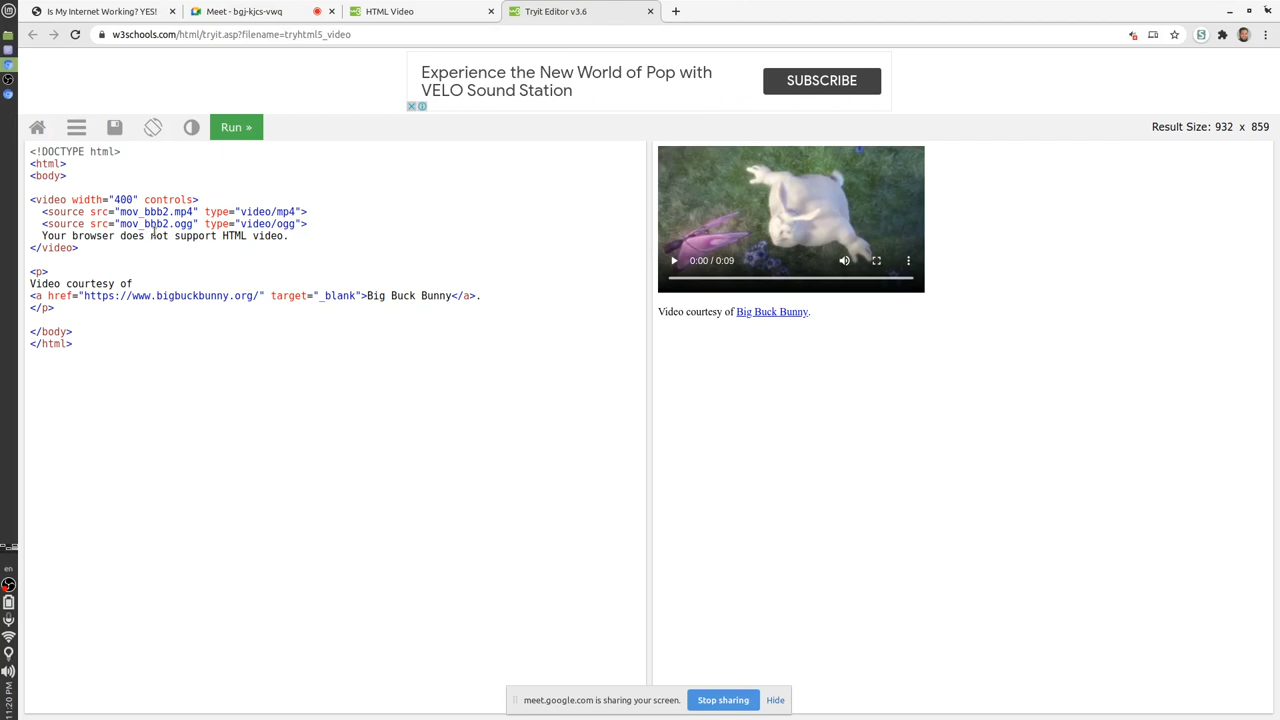 Is My Internet Working? YES!
Meet - bgj-kjcs-vwq
HTML Video
Tryit Editor v3.6
w3schools.com/html/tryit.asp?filename=tryhtml5_video
Experience the New World of Pop with
VELO Sound Station
SUBSCRIBE
Run »
Result Size: 932 x 859
<!DOCTYPE html>
<html>
<body>
<video width="400" controls>
<source src="mov_bbb2.mp4" type="video/mp4">
<source src="mov_bbb2.ogg" type="video/ogg">
Your browser does not support HTML video.
</video>
<p>
Video courtesy of
<a href="https://www.bigbuckbunny.org/" target="_blank">Big Buck Bunny</a>.
</p>
</body>
</html>
0:00 / 0:09
Video courtesy of Big Buck Bunny.
meet.google.com is sharing your screen.
Stop sharing
Hide
en
11:20 PM